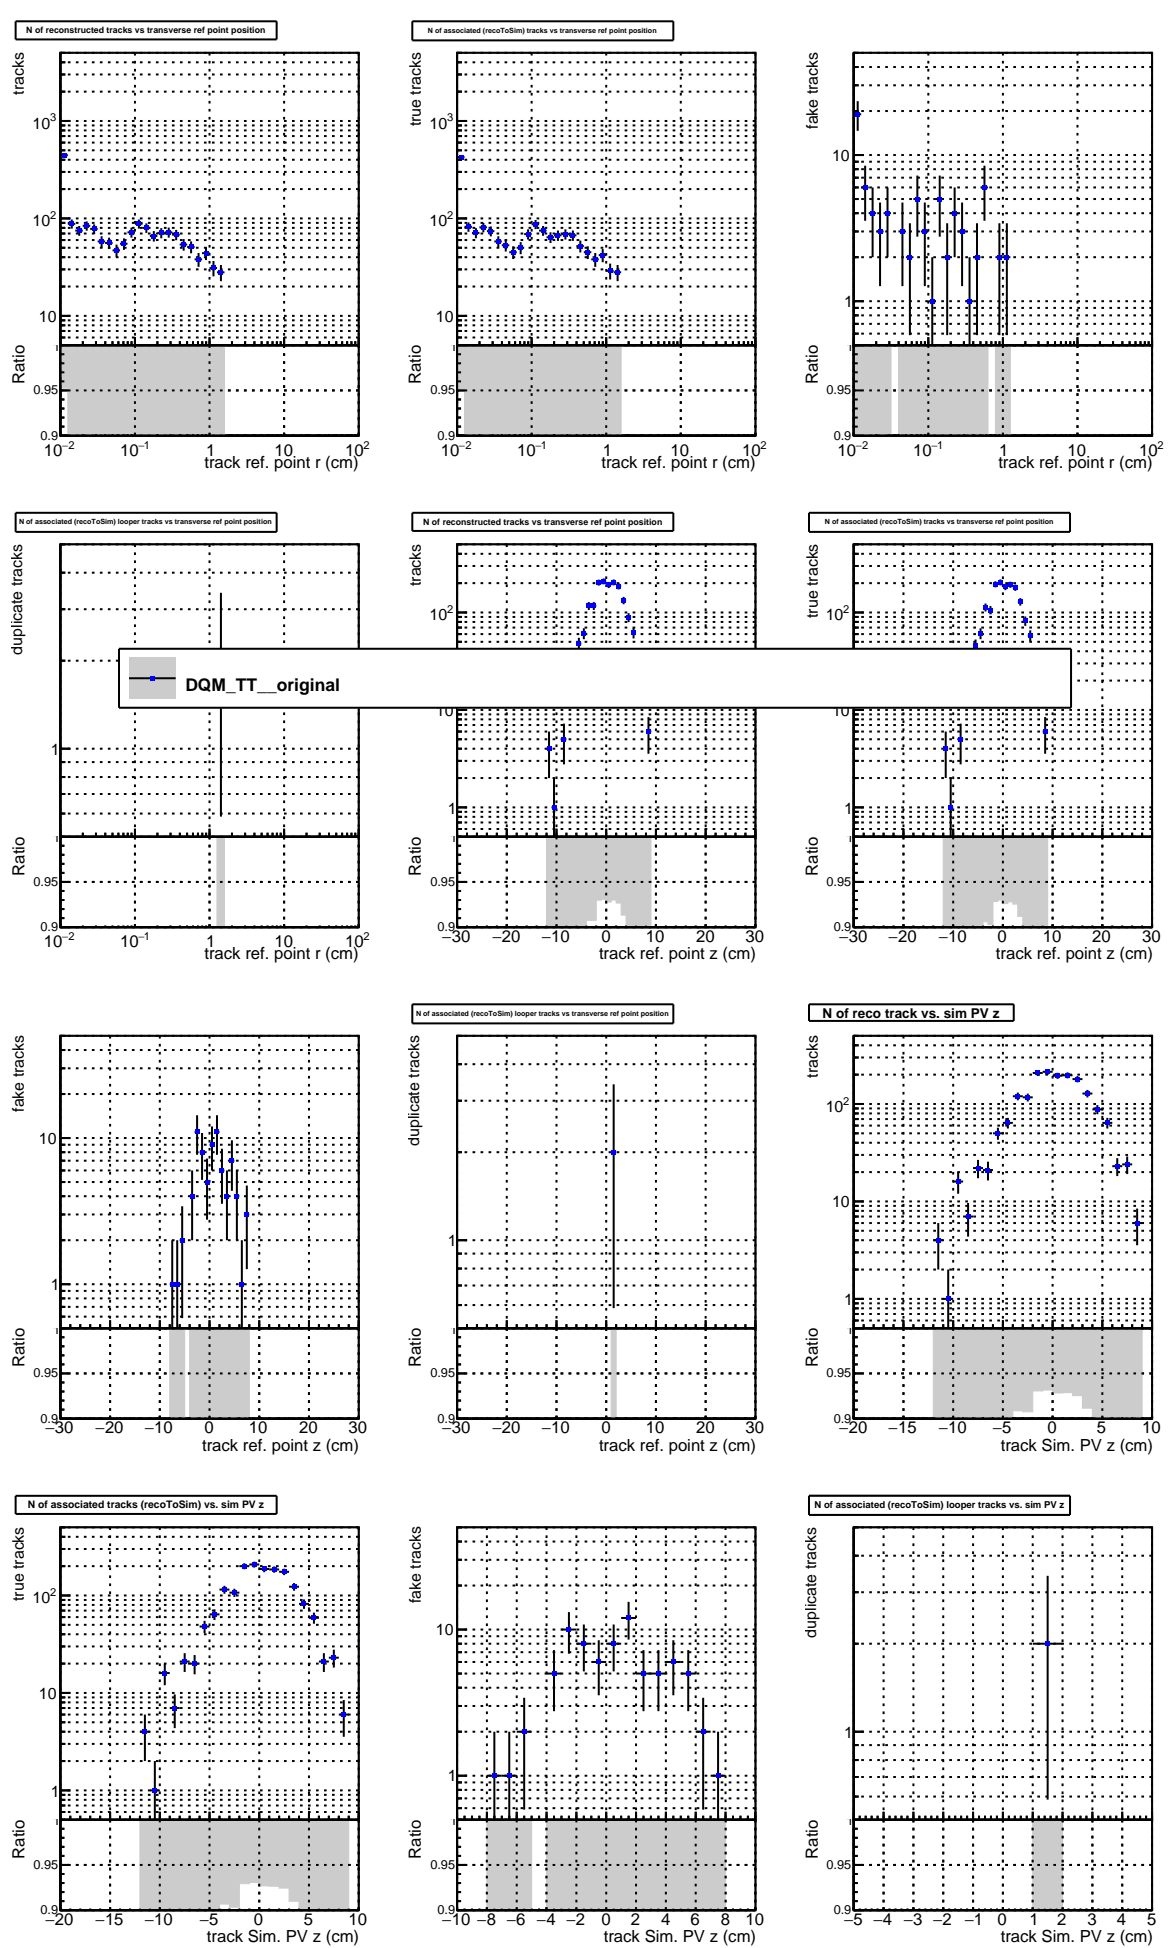 N of reconstructed tracks vs transverse ref point position
tracks
10³
10²
10
Ratio
1
0.95
0.9
10⁻² 10⁻¹ 1 10 10²
track ref. point r (cm)
N of associated (recoToSim) tracks vs transverse ref point position
true tracks
10³
10²
10
Ratio
1
0.95
0.9
10⁻² 10⁻¹ 1 10 10²
track ref. point r (cm)
fake tracks
10
1
Ratio
1
0.95
0.9
10⁻² 10⁻¹ 1 10 10²
track ref. point r (cm)
N of associated (recoToSim) looper tracks vs transverse ref point position
duplicate tracks
1
Ratio
1
0.95
0.9
10⁻² 10⁻¹ 1 10 10²
track ref. point r (cm)
N of reconstructed tracks vs transverse ref point position
tracks
10²
10
1
Ratio
1
0.95
0.9
−30 −20 −10 0 10 20 30
track ref. point z (cm)
N of associated (recoToSim) tracks vs transverse ref point position
true tracks
10²
10
1
Ratio
1
0.95
0.9
−30 −20 −10 0 10 20 30
track ref. point z (cm)
DQM_TT__original
fake tracks
10
1
Ratio
1
0.95
0.9
−30 −20 −10 0 10 20 30
track ref. point z (cm)
N of associated (recoToSim) looper tracks vs transverse ref point position
duplicate tracks
1
Ratio
1
0.95
0.9
−30 −20 −10 0 10 20 30
track ref. point z (cm)
N of reco track vs. sim PV z
tracks
10²
10
1
Ratio
1
0.95
0.9
−20 −15 −10 −5 0 5 10
track Sim. PV z (cm)
N of associated tracks (recoToSim) vs. sim PV z
true tracks
10²
10
1
Ratio
1
0.95
0.9
−20 −15 −10 −5 0 5 10
track Sim. PV z (cm)
fake tracks
10
1
Ratio
1
0.95
0.9
−10 −8 −6 −4 −2 0 2 4 6 8 10
track Sim. PV z (cm)
N of associated (recoToSim) looper tracks vs. sim PV z
duplicate tracks
1
Ratio
1
0.95
0.9
−5 −4 −3 −2 −1 0 1 2 3 4 5
track Sim. PV z (cm)